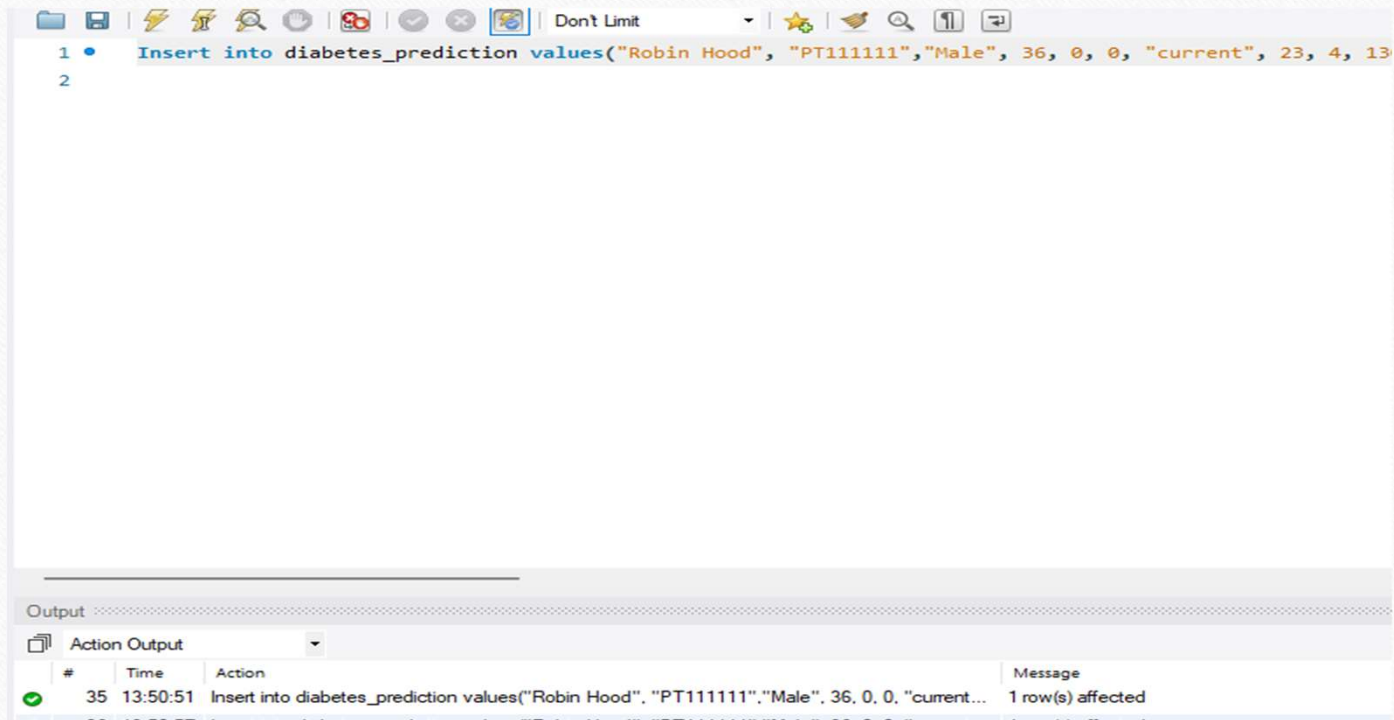 Don't Limit
1 Insert into diabetes_prediction values("Robin Hood", "PT111111","Male", 36, 0, 0, "current", 23, 4, 13
2
Output
Action Output
# Time Action Message
35 13:50:51 Insert into diabetes_prediction values("Robin Hood", "PT111111","Male", 36, 0, 0, "current... 1 row(s) affected